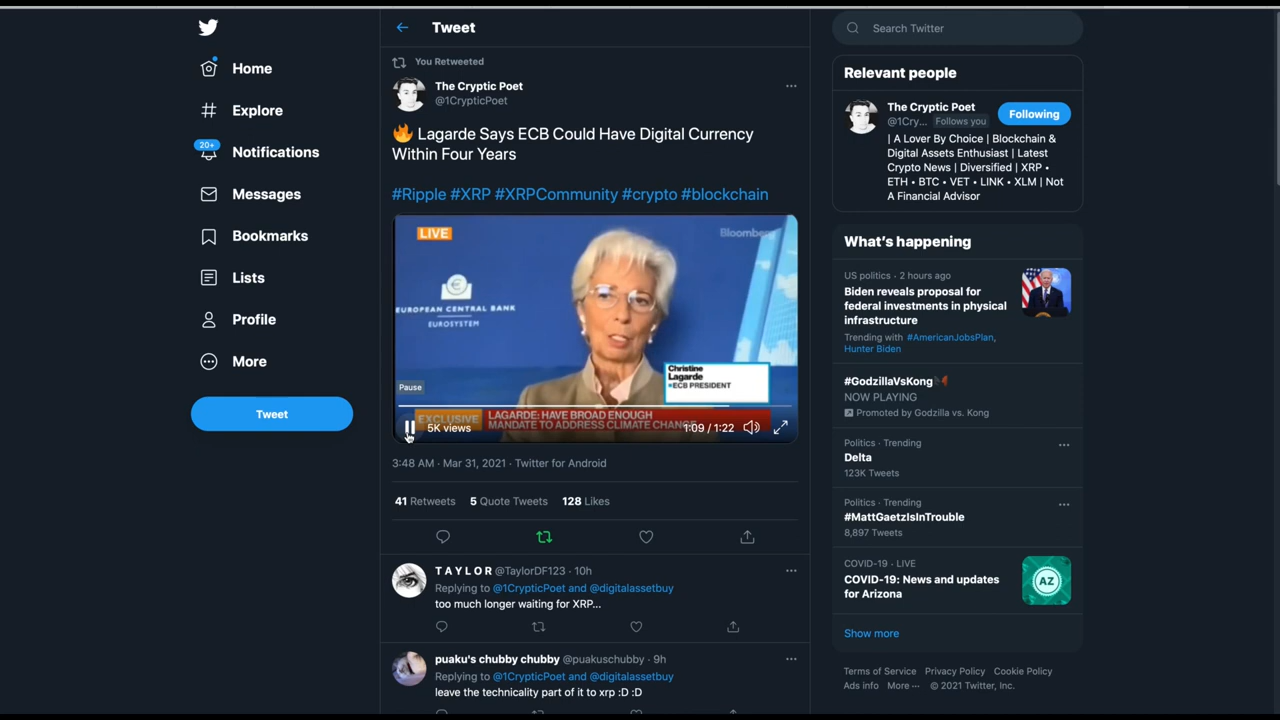 Home
Explore
20+
Notifications
Messages
Bookmarks
Lists
Profile
More
Tweet
Tweet
You Retweeted
The Cryptic Poet
@1CrypticPoet
🔥 Lagarde Says ECB Could Have Digital Currency
Within Four Years
#Ripple #XRP #XRPCommunity #crypto #blockchain
LIVE
Bloomberg
EUROPEAN CENTRAL BANK
EUROSYSTEM
Christine
Lagarde
ECB PRESIDENT
Pause
EXCLUSIVE
LAGARDE: HAVE BROAD ENOUGH
MANDATE TO ADDRESS CLIMATE CHANGE
5K views
1:09 / 1:22
3:48 AM · Mar 31, 2021 · Twitter for Android
41 Retweets 5 Quote Tweets 128 Likes
T A Y L O R @TaylorDF123 · 10h
Replying to @1CrypticPoet and @digitalassetbuy
too much longer waiting for XRP...
puaku's chubby chubby @puakuschubby · 9h
Replying to @1CrypticPoet and @digitalassetbuy
leave the technicality part of it to xrp :D :D
Search Twitter
Relevant people
The Cryptic Poet
@1Cry... Follows you
Following
| A Lover By Choice | Blockchain &
Digital Assets Enthusiast | Latest
Crypto News | Diversified | XRP •
ETH • BTC • VET • LINK • XLM | Not
A Financial Advisor
What's happening
US politics · 2 hours ago
Biden reveals proposal for
federal investments in physical
infrastructure
Trending with #AmericanJobsPlan,
Hunter Biden
#GodzillaVsKong
NOW PLAYING
Promoted by Godzilla vs. Kong
Politics · Trending
Delta
123K Tweets
Politics · Trending
#MattGaetzIsInTrouble
8,897 Tweets
COVID-19 · LIVE
COVID-19: News and updates
for Arizona
AZ
Show more
Terms of Service Privacy Policy Cookie Policy
Ads info More ··· © 2021 Twitter, Inc.